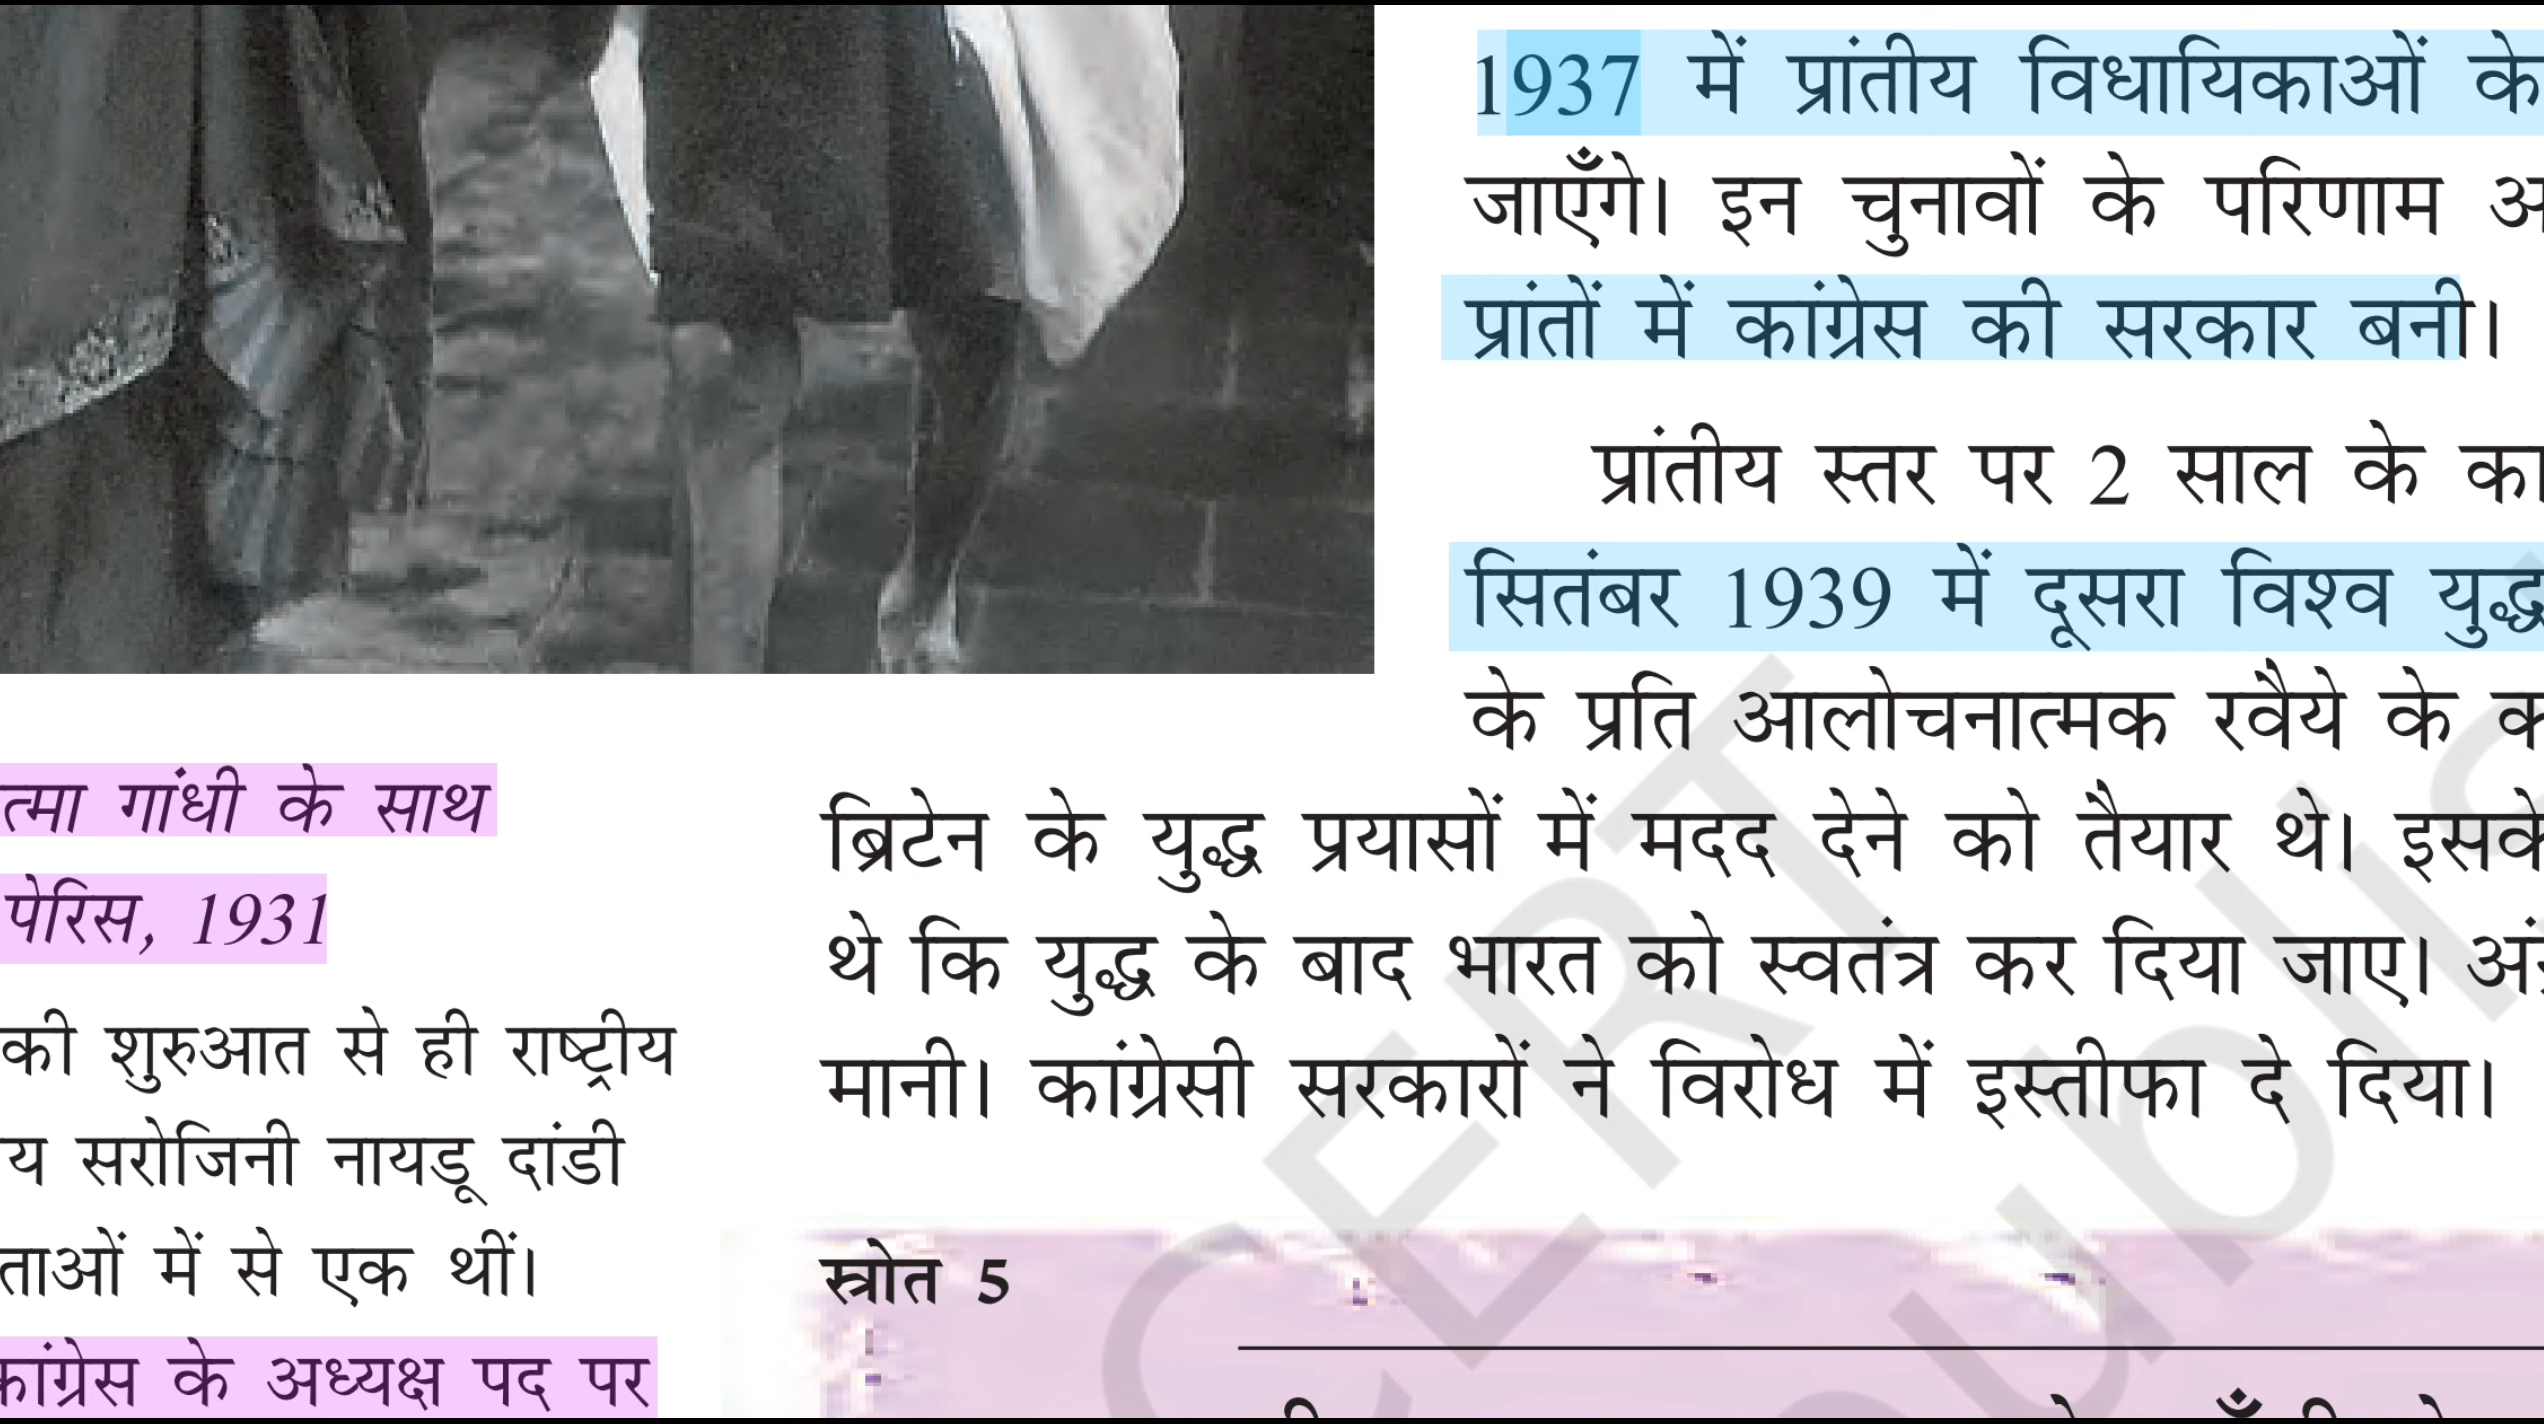 1937 में प्रांतीय विधायिकाओं के
जाएँगे। इन चुनावों के परिणाम
प्रांतों में कांग्रेस की सरकार बनी।
प्रांतीय स्तर पर 2 साल के
सितंबर 1939 में दूसरा विश्व युद्ध
के प्रति आलोचनात्मक रवैये के
ब्रिटेन के युद्ध प्रयासों में मदद देने को तैयार थे। इसके
थे कि युद्ध के बाद भारत को स्वतंत्र कर दिया जाए।
मानी। कांग्रेसी सरकारों ने विरोध में इस्तीफा दे दिया।
गांधी के साथ
पेरिस, 1931
की शुरुआत से ही राष्ट्रीय
सरोजिनी नायडू दांडी
में से एक थीं।
कांग्रेस के अध्यक्ष पद पर
स्त्रोत 5